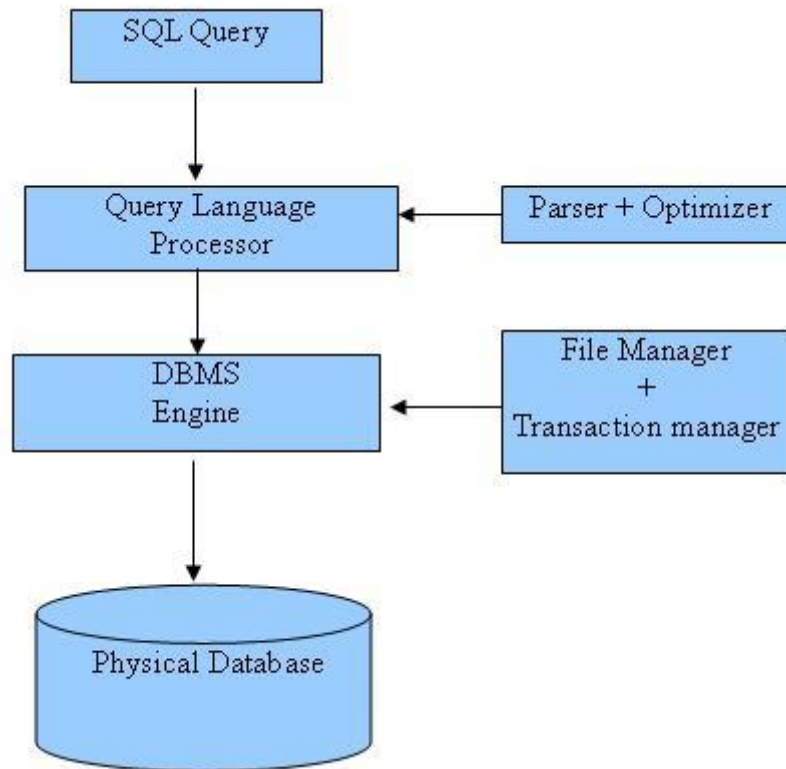 SQL Query
Query Language
Processor
Parser + Optimizer
DBMS
Engine
File Manager
+
Transaction manager
Physical Database